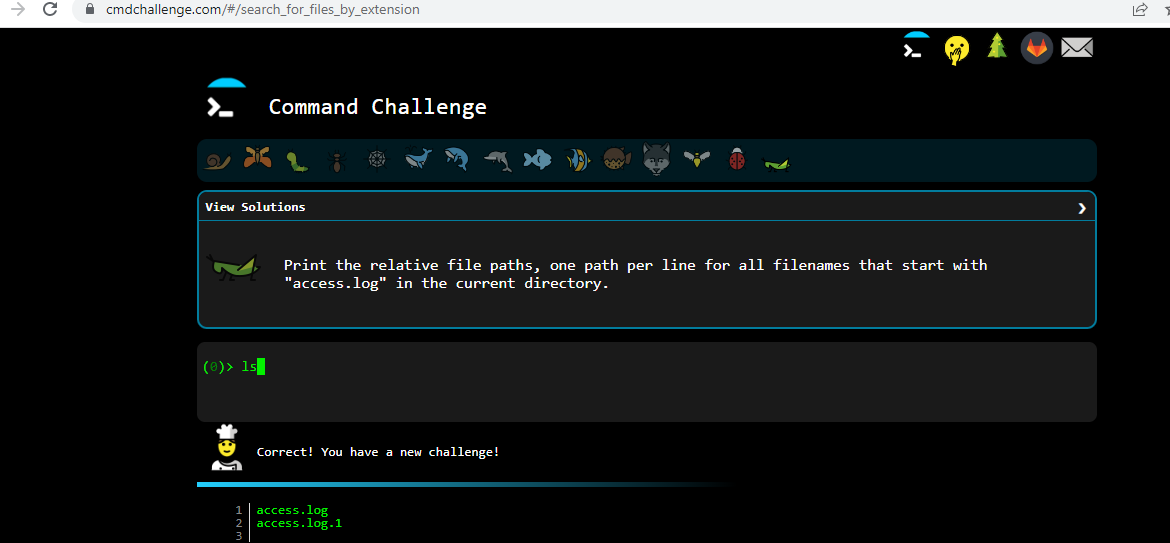 cmdchallenge.com/#/search_for_files_by_extension
Command Challenge
View Solutions
Print the relative file paths, one path per line for all filenames that start with
"access.log" in the current directory.
(0)> ls
Correct! You have a new challenge!
1 access.log
2 access.log.1
3